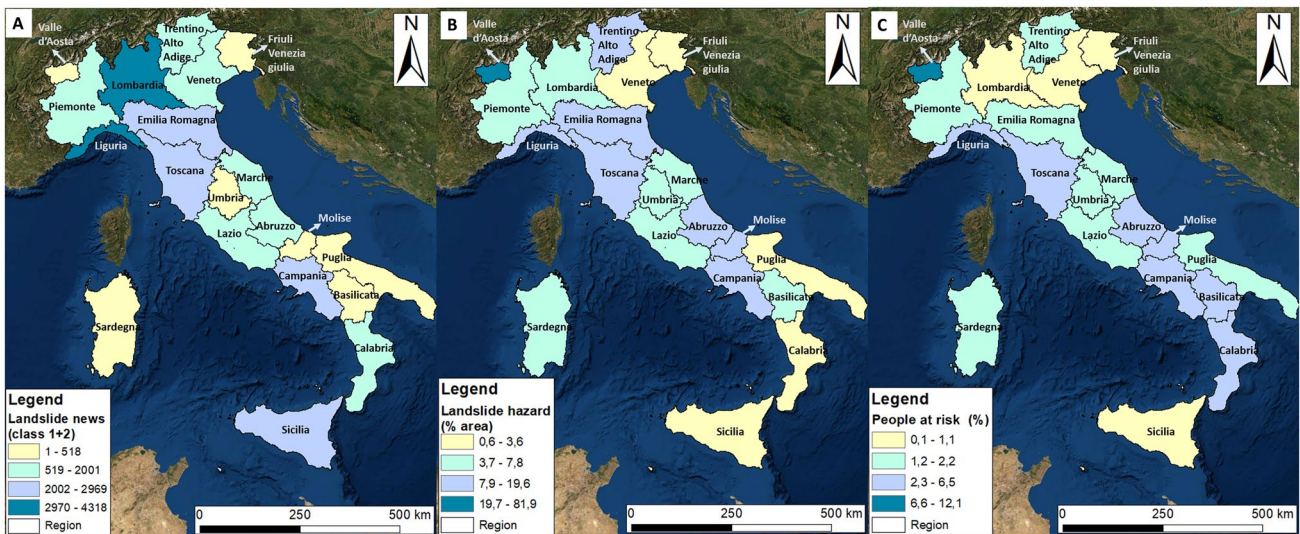 A
Valle
d'Aosta
Trentino
Alto
Adige
Friuli
Venezia
giulia
N
Lombardia
Veneto
Piemonte
Emilia Romagna
Liguria
Toscana
Marche
Umbria
Lazio
Abruzzo
Molise
Puglia
Campania
Basilicata
Sardegna
Calabria
Sicilia
Legend
Landslide news
(class 1+2)
1 - 518
519 - 2001
2002 - 2969
2970 - 4318
Region
0 250 500 km
B
Valle
d'Aosta
Trentino
Alto
Adige
Friuli
Venezia
giulia
N
Lombardia
Veneto
Piemonte
Emilia Romagna
Liguria
Toscana
Marche
Umbria
Lazio
Abruzzo
Molise
Puglia
Campania
Basilicata
Sardegna
Calabria
Sicilia
Legend
Landslide hazard
(% area)
0,6 - 3,6
3,7 - 7,8
7,9 - 19,6
19,7 - 81,9
Region
0 250 500 km
C
Valle
d'Aosta
Trentino
Alto
Adige
Friuli
Venezia
giulia
N
Lombardia
Veneto
Piemonte
Emilia Romagna
Liguria
Toscana
Marche
Umbria
Lazio
Abruzzo
Molise
Puglia
Campania
Basilicata
Sardegna
Calabria
Sicilia
Legend
People at risk (%)
0,1 - 1,1
1,2 - 2,2
2,3 - 6,5
6,6 - 12,1
Region
0 250 500 km